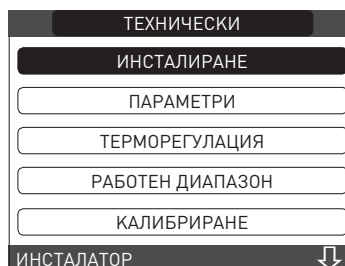 ТЕХНИЧЕСКИ
ИНСТАЛИРАНЕ
ПАРАМЕТРИ
ТЕРМОРЕГУЛАЦИЯ
РАБОТЕН ДИАПАЗОН
КАЛИБРИРАНЕ
ИНСТАЛАТОР